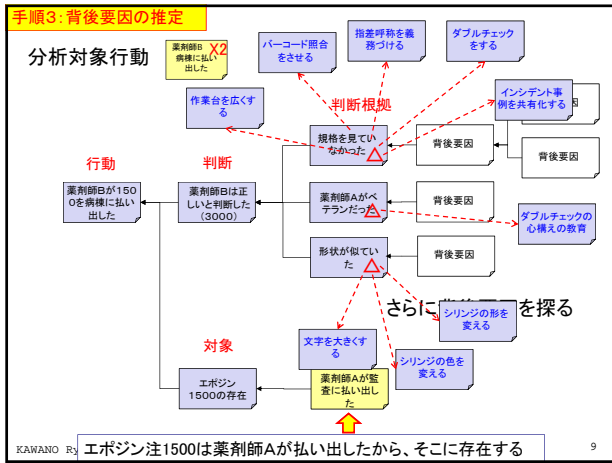 手順3:背後要因の推定
分析対象行動
薬剤師B
病棟に払い
出した
X2
バーコード照合
をさせる
指差呼称を義
務づける
ダブルチェック
をする
作業台を広くす
る
判断根拠
インシデント事
例を共有化する
規格を見てい
なかった
背後要因
背後要因
行動
判断
薬剤師Bが150
0を病棟に払い
出した
薬剤師Bは正し
いと判断した
(3000)
薬剤師Aがベ
テランだった
背後要因
ダブルチェックの
心構えの教育
形状が似てい
た
背後要因
さらに背後要因を探る
シリンジの形を
変える
文字を大きくす
る
シリンジの色を
変える
対象
エポジン
1500の存在
薬剤師Aが監
査に払い出し
た
KAWANO Ry
エポジン注1500は薬剤師Aが払い出したから、そこに存在する
9